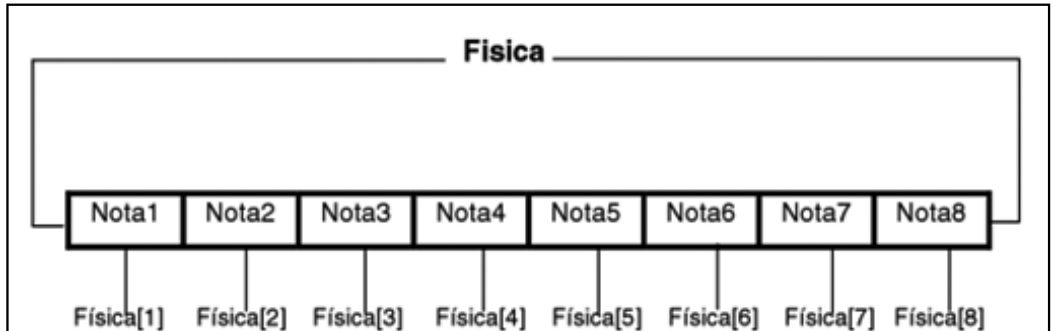 Fisica
Nota1 Nota2 Nota3 Nota4 Nota5 Nota6 Nota7 Nota8
Física[1] Física[2] Física[3] Física[4] Física[5] Física[6] Física[7] Física[8]